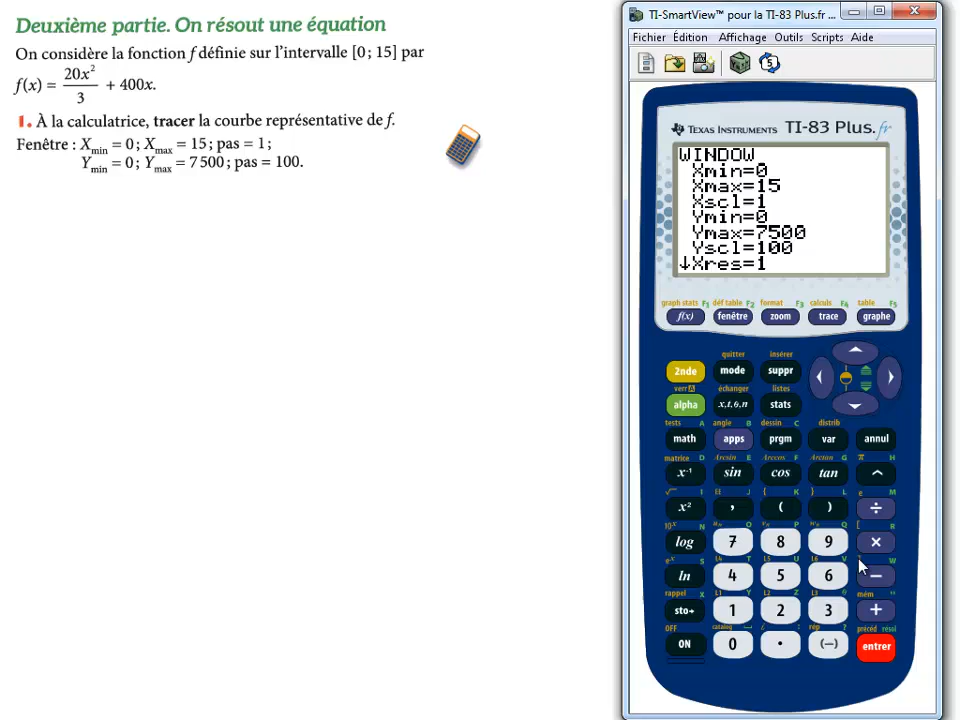 Deuxième partie. On résout une équation
On considère la fonction f définie sur l'intervalle [0 ; 15] par
f(x) = 20x²/3 + 400x.
1. À la calculatrice, tracer la courbe représentative de f.
Fenêtre : Xmin = 0 ; Xmax = 15 ; pas = 1 ;
Ymin = 0 ; Ymax = 7 500 ; pas = 100.
TI-SmartView™ pour la TI-83 Plus.fr
Fichier Édition Affichage Outils Scripts Aide
5
TEXAS INSTRUMENTS TI-83 Plus.fr
WINDOW
Xmin=0
Xmax=15
Xscl=1
Ymin=0
Ymax=7500
Yscl=100
↓Xres=1
graph stats F1 déf table F2 format F3 calculs F4 table F5
f(x) fenêtre zoom trace graphe
quitter insérer
2nde mode suppr
verr A échanger listes
alpha x,t,θ,n stats
tests A angle B dessin C distrib
math apps prgm var annul
matrice D Arcsin E Arccos F Arctan G π H
x⁻¹ sin cos tan ^
√ I EE J { K } L e M
x² , ( ) ÷
10ˣ N uₙ O vₙ P wₙ Q [ R
log 7 8 9 ×
eˣ S L4 T L5 U L6 V W
ln 4 5 6 −
rappel X L1 Y L2 Z L3 θ mém "
sto→ 1 2 3 +
OFF catalog i : rép ? précéd résol
ON 0 . (−) entrer